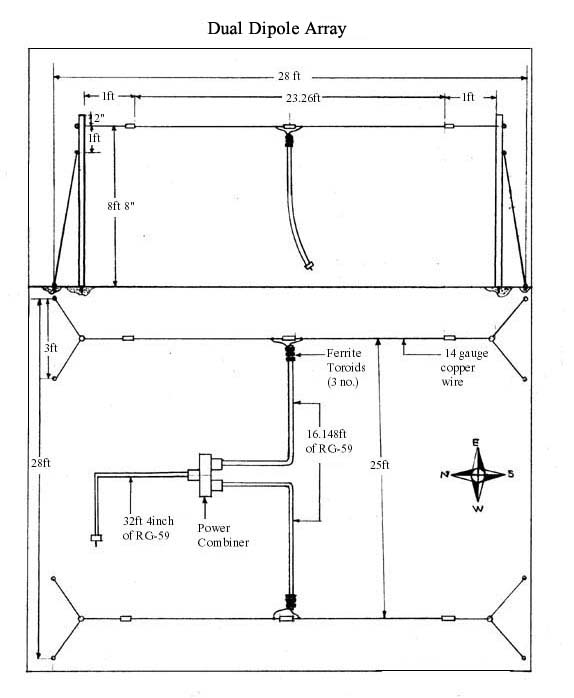 Dual Dipole Array
28 ft
1ft
23.26ft
1ft
2"
1ft
8ft 8"
3ft
Ferrite
Toroids
(3 no.)
14 gauge
copper
wire
16.148ft
of RG-59
28ft
25ft
E
N
S
W
32ft 4inch
of RG-59
Power
Combiner